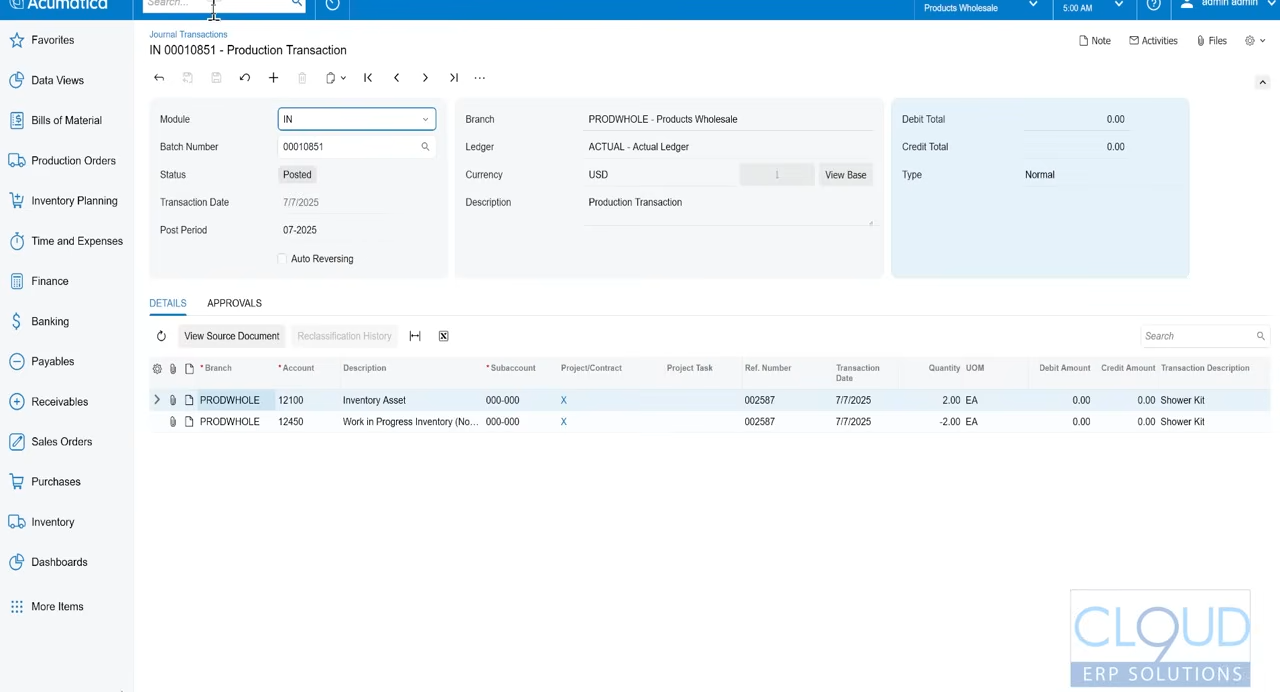 Acumatica
Search...
Products Wholesale
5:00 AM
admin admin
Favorites
Data Views
Bills of Material
Production Orders
Inventory Planning
Time and Expenses
Finance
Banking
Payables
Receivables
Sales Orders
Purchases
Inventory
Dashboards
More Items
Journal Transactions
IN 00010851 - Production Transaction
Note Activities Files
Module IN
Batch Number 00010851
Status Posted
Transaction Date 7/7/2025
Post Period 07-2025
Auto Reversing
Branch PRODWHOLE - Products Wholesale
Ledger ACTUAL - Actual Ledger
Currency USD 1 View Base
Description Production Transaction
Debit Total 0.00
Credit Total 0.00
Type Normal
DETAILS APPROVALS
View Source Document Reclassification History
Search
* Branch * Account Description * Subaccount Project/Contract Project Task Ref. Number Transaction Date Quantity UOM Debit Amount Credit Amount Transaction Description
PRODWHOLE 12100 Inventory Asset 000-000 X 002587 7/7/2025 2.00 EA 0.00 0.00 Shower Kit
PRODWHOLE 12450 Work in Progress Inventory (No... 000-000 X 002587 7/7/2025 -2.00 EA 0.00 0.00 Shower Kit
CL9UD
ERP SOLUTIONS